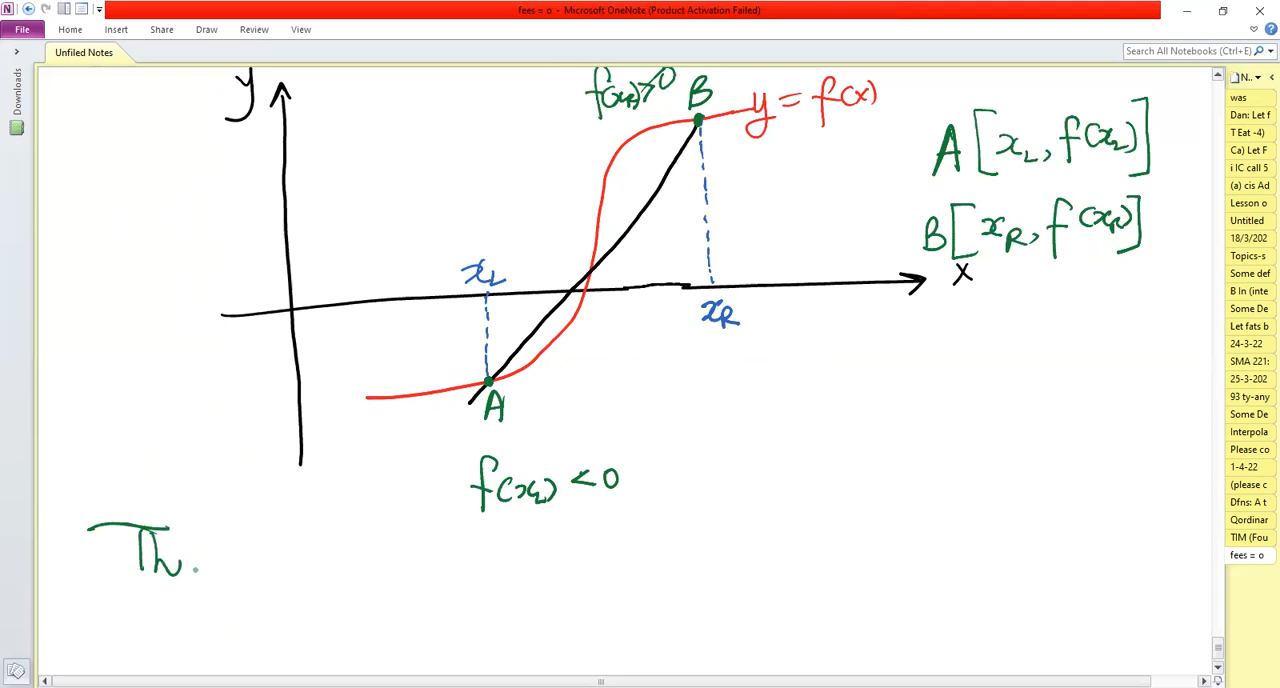 fees = o - Microsoft OneNote (Product Activation Failed)
File Home Insert Share Draw Review View
Unfiled Notes
Search All Notebooks (Ctrl+E)
Downloads
N..
y
f(xR)>0
B
y = f(x)
A [xL, f(xL)]
B [xR, f(xR)]
x
xL
xR
A
f(xL) < 0
Th
was
Dan: Let f
T Eat -4)
Ca) Let F
i IC call 5
(a) cis Ad
Lesson o
Untitled
18/3/202
Topics-s
Some def
B In (inte
Some De
Let fats b
24-3-22
SMA 221:
25-3-202
93 ty-any
Some De
Interpola
Please co
1-4-22
(please c
Dfns: A t
Qordinar
TIM (Fou
fees = o